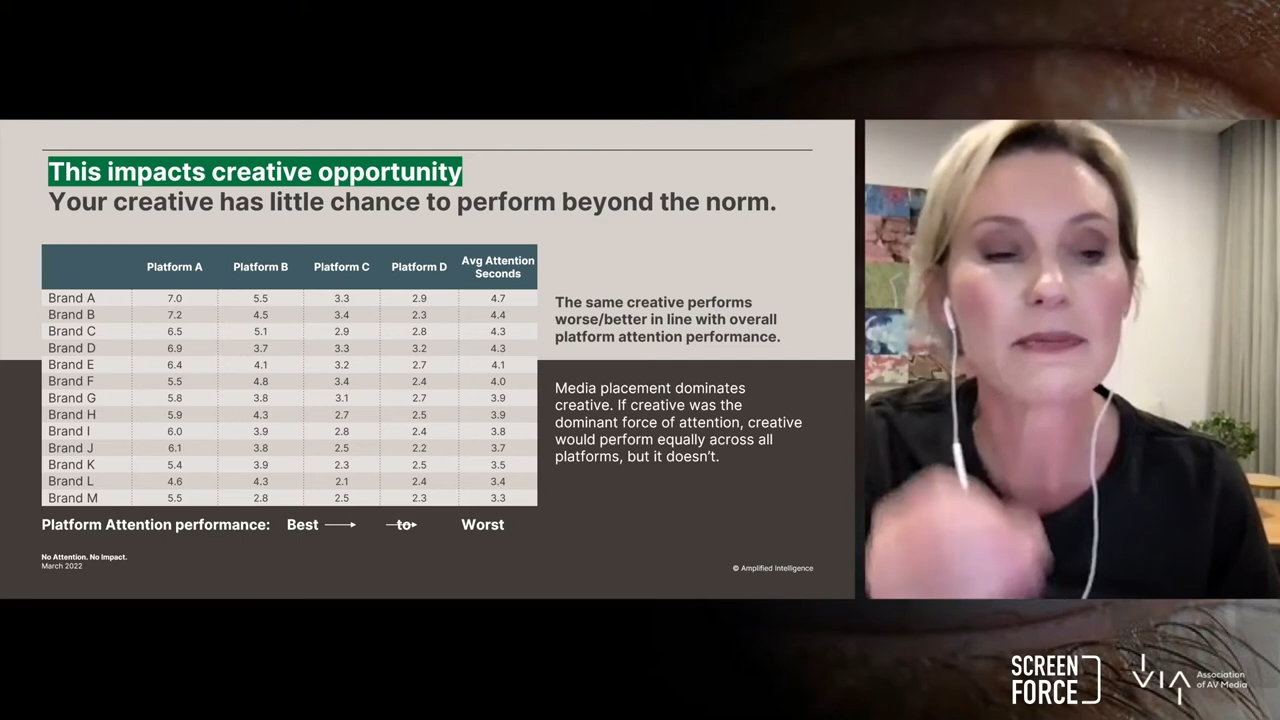 This impacts creative opportunity
Your creative has little chance to perform beyond the norm.
Platform A Platform B Platform C Platform D Avg Attention Seconds
Brand A 7.0 5.5 3.3 2.9 4.7
Brand B 7.2 4.5 3.4 2.3 4.4
Brand C 6.5 5.1 2.9 2.8 4.3
Brand D 6.9 3.7 3.3 3.2 4.3
Brand E 6.4 4.1 3.2 2.7 4.1
Brand F 5.5 4.8 3.4 2.4 4.0
Brand G 5.8 3.8 3.1 2.7 3.9
Brand H 5.9 4.3 2.7 2.5 3.9
Brand I 6.0 3.9 2.8 2.4 3.8
Brand J 6.1 3.8 2.5 2.2 3.7
Brand K 5.4 3.9 2.3 2.5 3.5
Brand L 4.6 4.3 2.1 2.4 3.4
Brand M 5.5 2.8 2.5 2.3 3.3
Platform Attention performance: Best to Worst
The same creative performs
worse/better in line with overall
platform attention performance.
Media placement dominates
creative. If creative was the
dominant force of attention, creative
would perform equally across all
platforms, but it doesn't.
No Attention. No Impact.
March 2022
© Amplified Intelligence
SCREEN
FORCE
VIA
Association
of AV Media